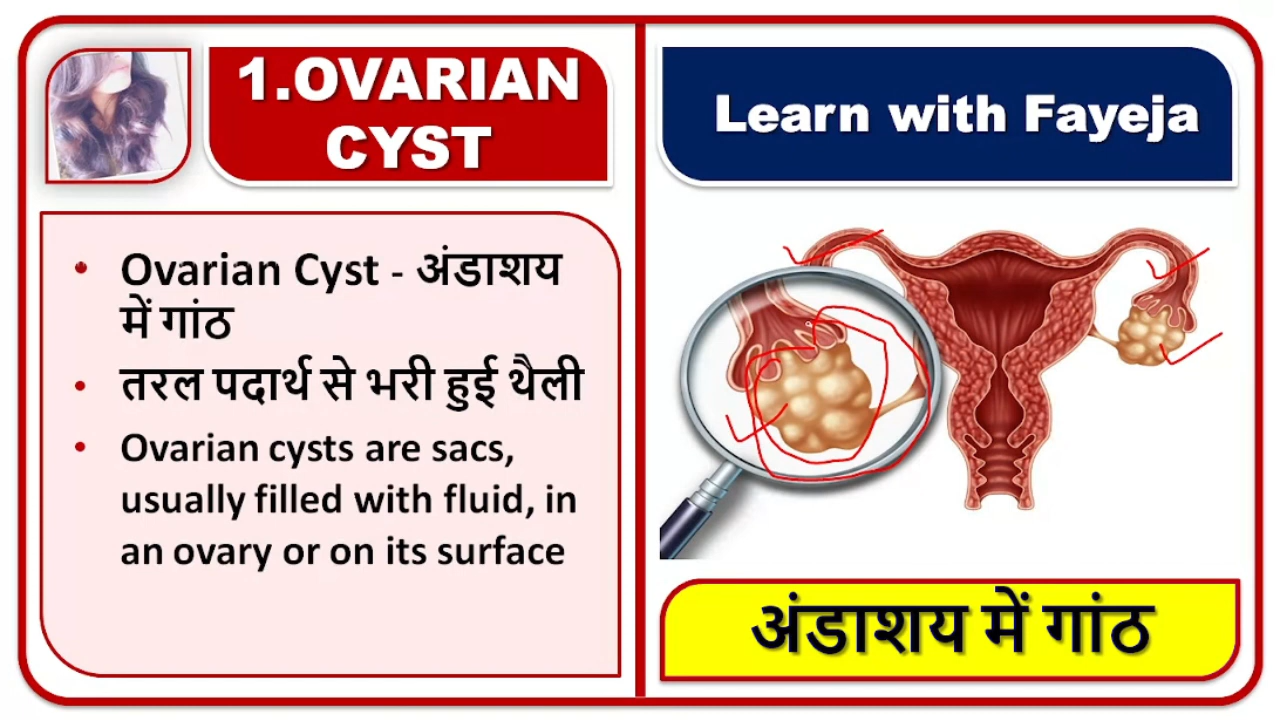 1.OVARIAN
CYST
Learn with Fayeja
• Ovarian Cyst - अंडाशय
में गांठ
• तरल पदार्थ से भरी हुई थैली
• Ovarian cysts are sacs,
usually filled with fluid, in
an ovary or on its surface
अंडाशय में गांठ